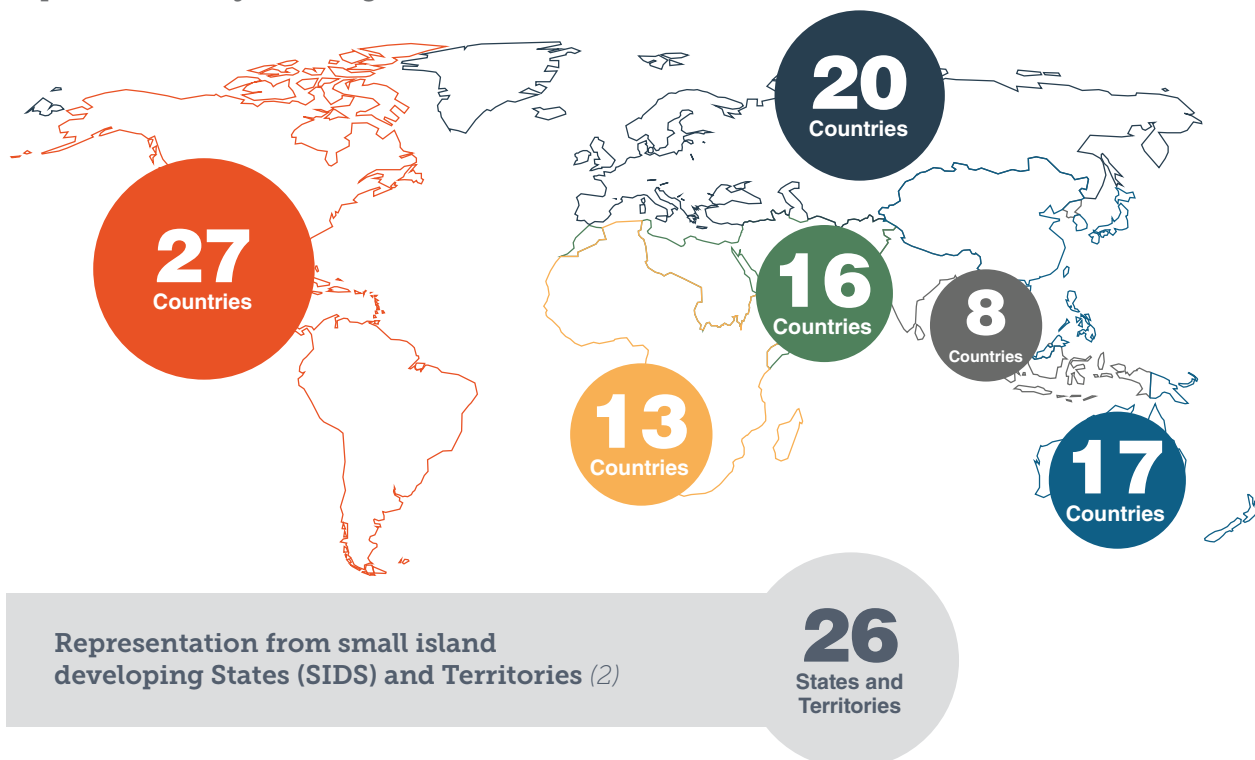 20
Countries
27
Countries
16
Countries
8
Countries
13
Countries
17
Countries
Representation from small island
developing States (SIDS) and Territories (2)
26
States and
Territories